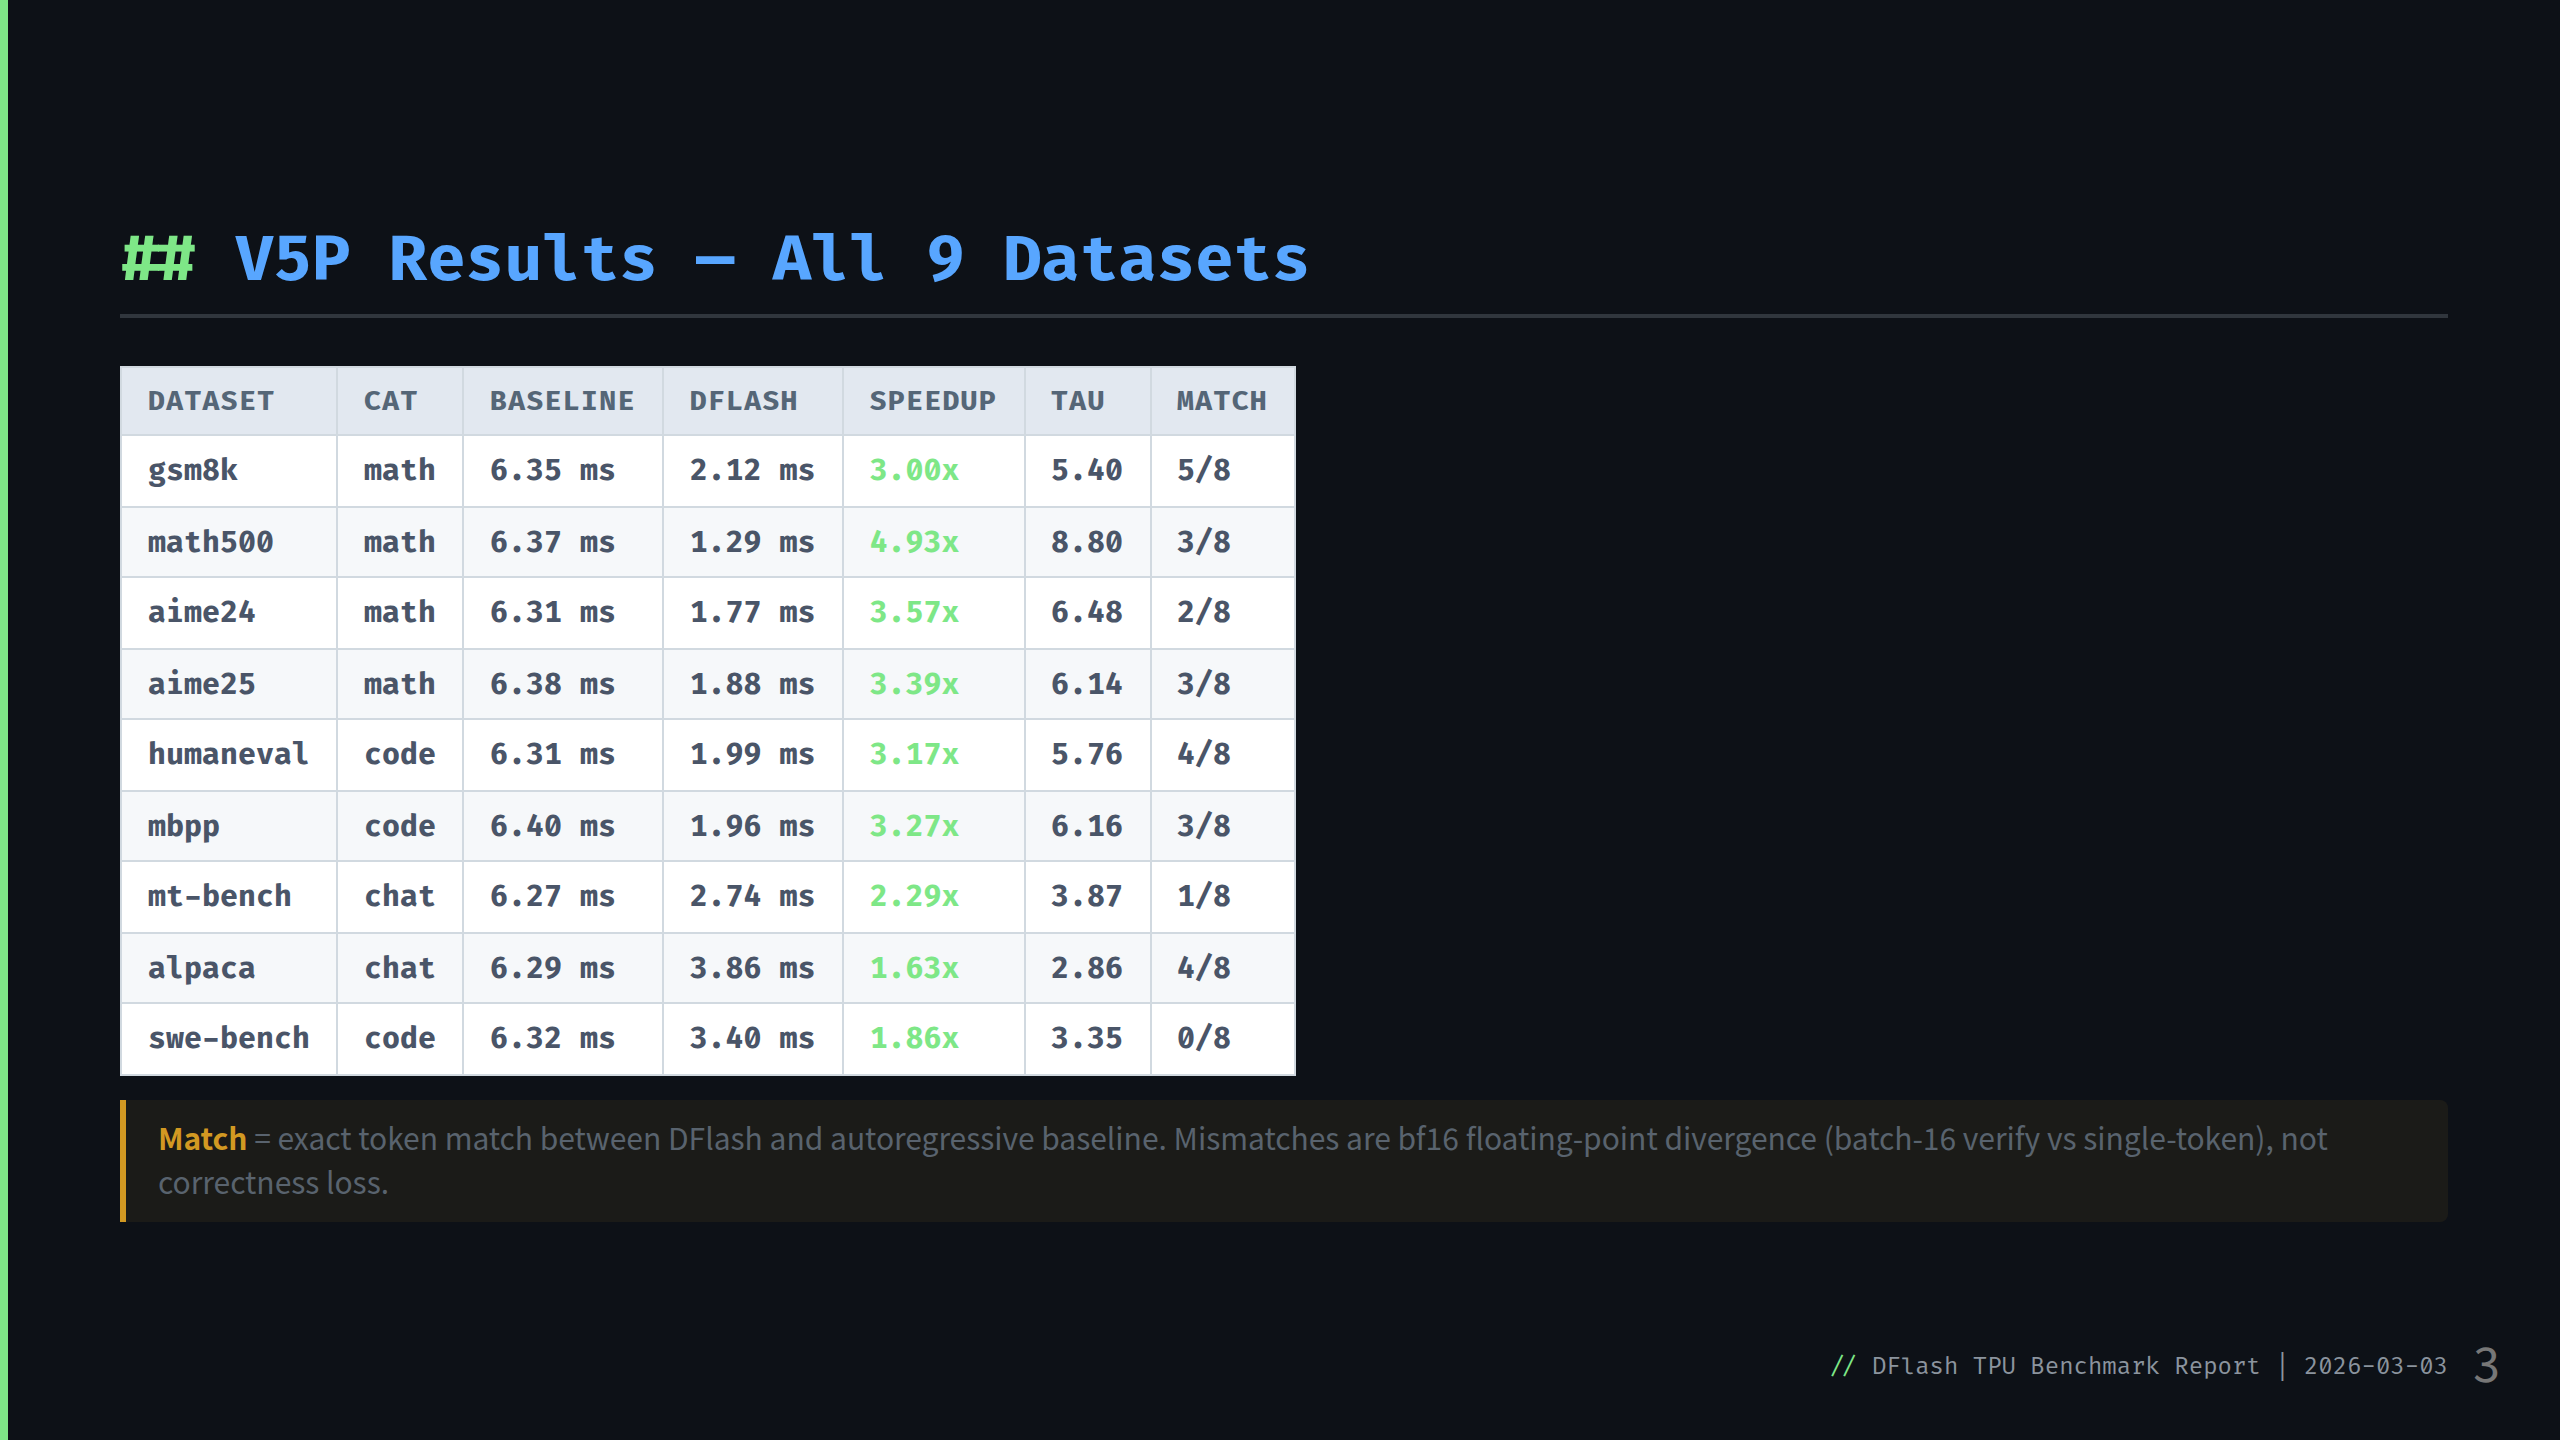 ## V5P Results — All 9 Datasets
DATASET CAT BASELINE DFLASH SPEEDUP TAU MATCH
gsm8k math 6.35 ms 2.12 ms 3.00x 5.40 5/8
math500 math 6.37 ms 1.29 ms 4.93x 8.80 3/8
aime24 math 6.31 ms 1.77 ms 3.57x 6.48 2/8
aime25 math 6.38 ms 1.88 ms 3.39x 6.14 3/8
humaneval code 6.31 ms 1.99 ms 3.17x 5.76 4/8
mbpp code 6.40 ms 1.96 ms 3.27x 6.16 3/8
mt-bench chat 6.27 ms 2.74 ms 2.29x 3.87 1/8
alpaca chat 6.29 ms 3.86 ms 1.63x 2.86 4/8
swe-bench code 6.32 ms 3.40 ms 1.86x 3.35 0/8
Match = exact token match between DFlash and autoregressive baseline. Mismatches are bf16 floating-point divergence (batch-16 verify vs single-token), not
correctness loss.
// DFlash TPU Benchmark Report | 2026-03-03 3